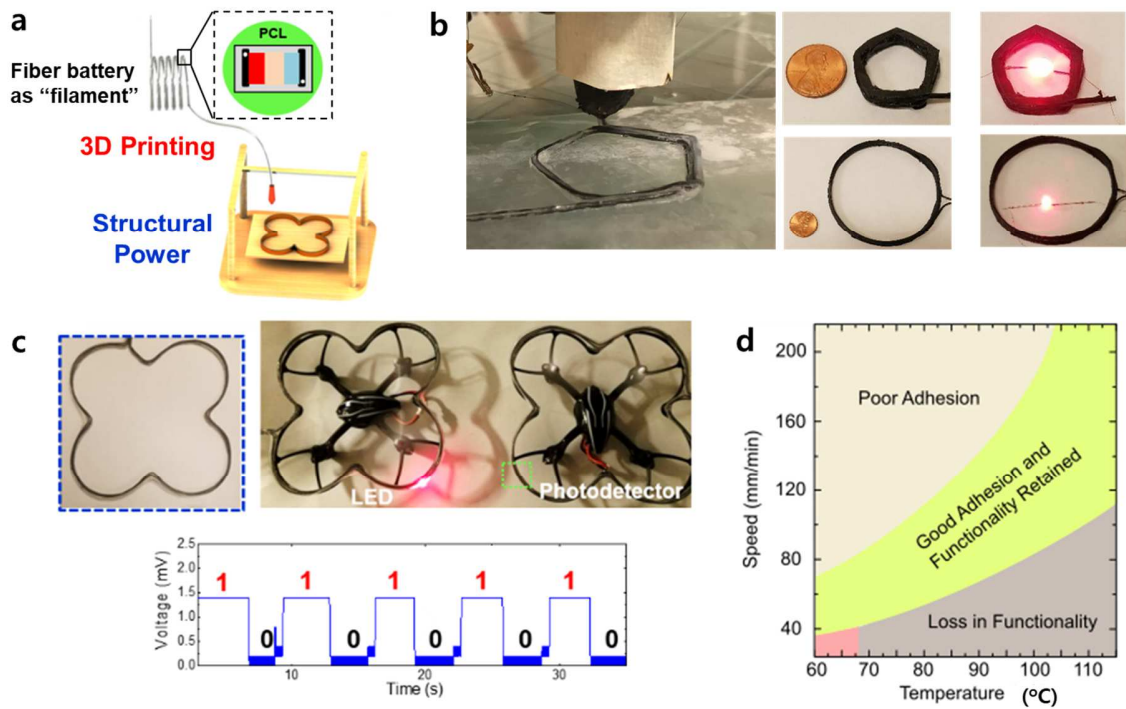 a
PCL
Fiber battery
as “filament”
3D Printing
Structural
Power
b
c
LED
Photodetector
Voltage (mV)
2.5
2.0
1.5
1.0
0.5
0.0
1 1 1 1 1
0 0 0 0 0
10 20 30
Time (s)
d
Speed (mm/min)
200
160
120
80
40
Poor Adhesion
Good Adhesion and
Functionality Retained
Loss in Functionality
60 70 80 90 100 110
Temperature (°C)